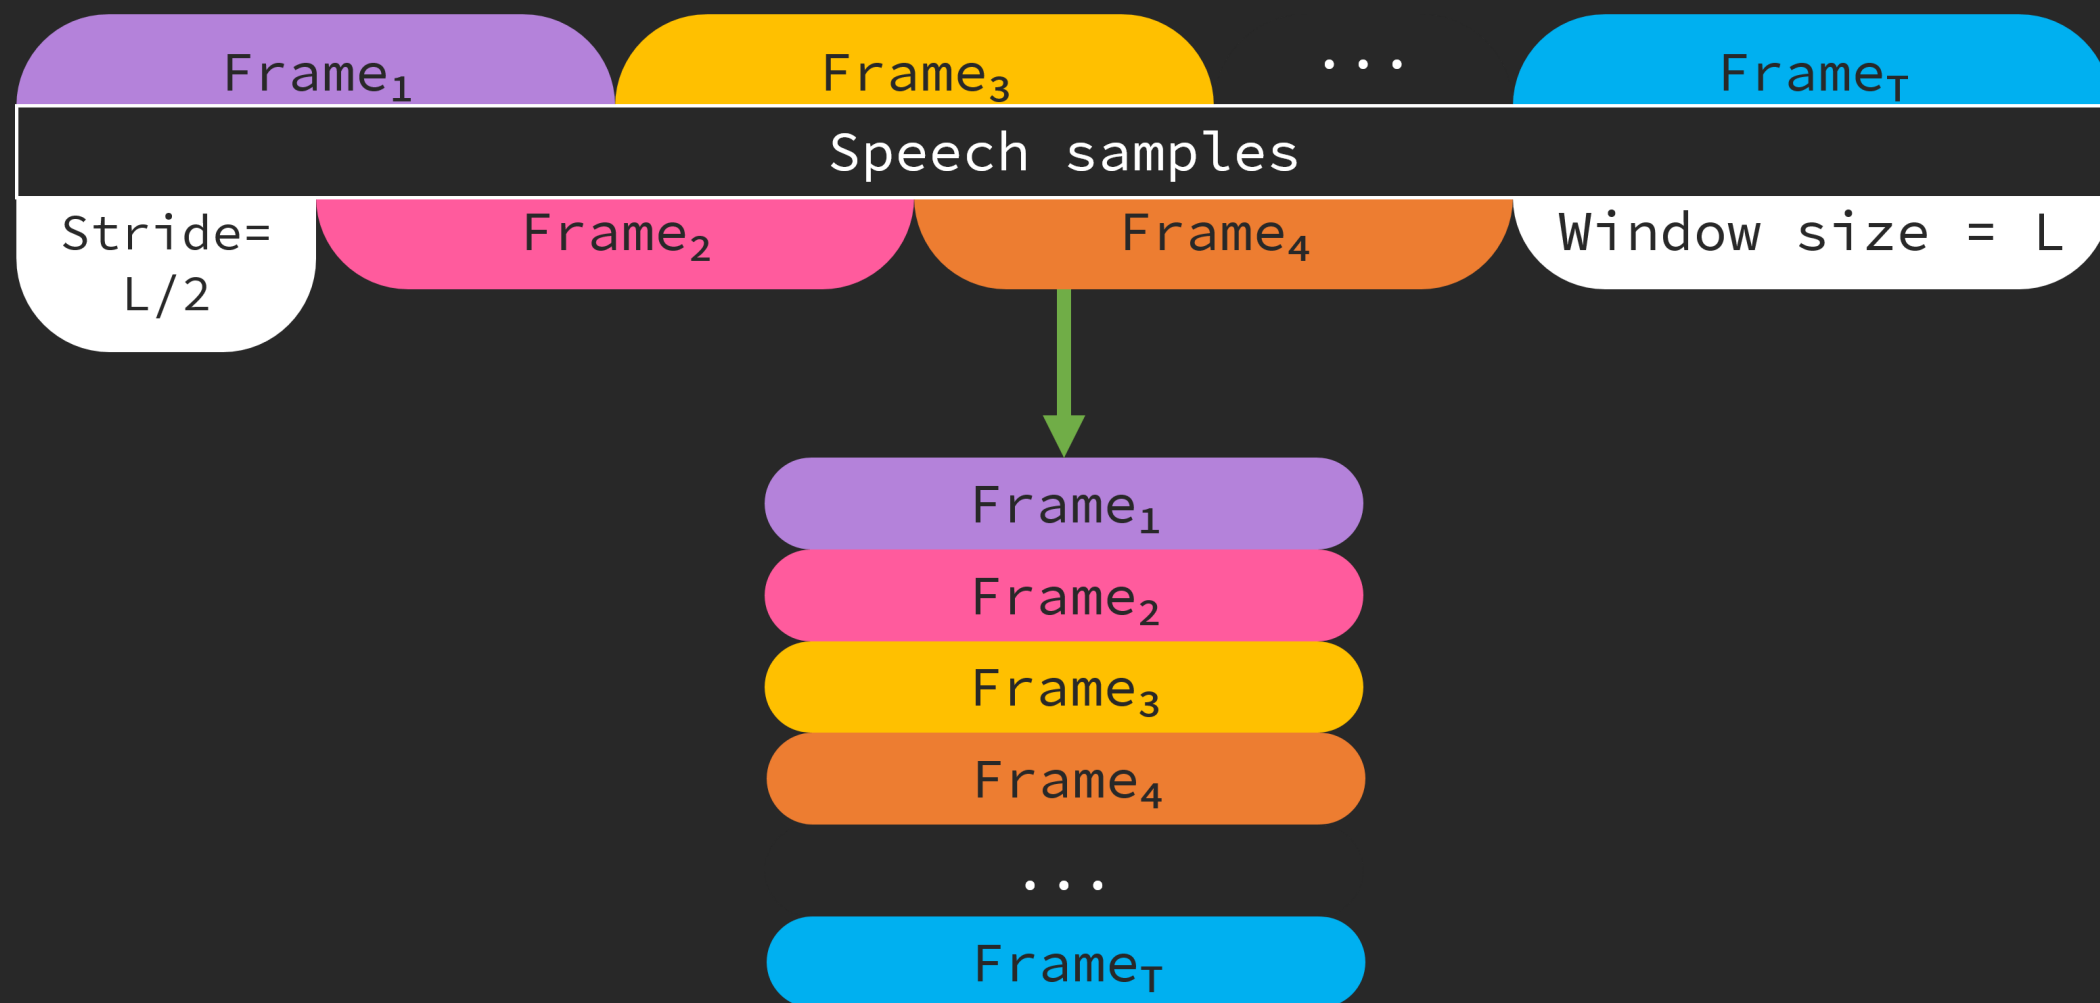 Frame₁
Frame₃
...
Frame_T
Speech samples
Stride=
L/2
Frame₂
Frame₄
Window size = L
Frame₁
Frame₂
Frame₃
Frame₄
...
Frame_T